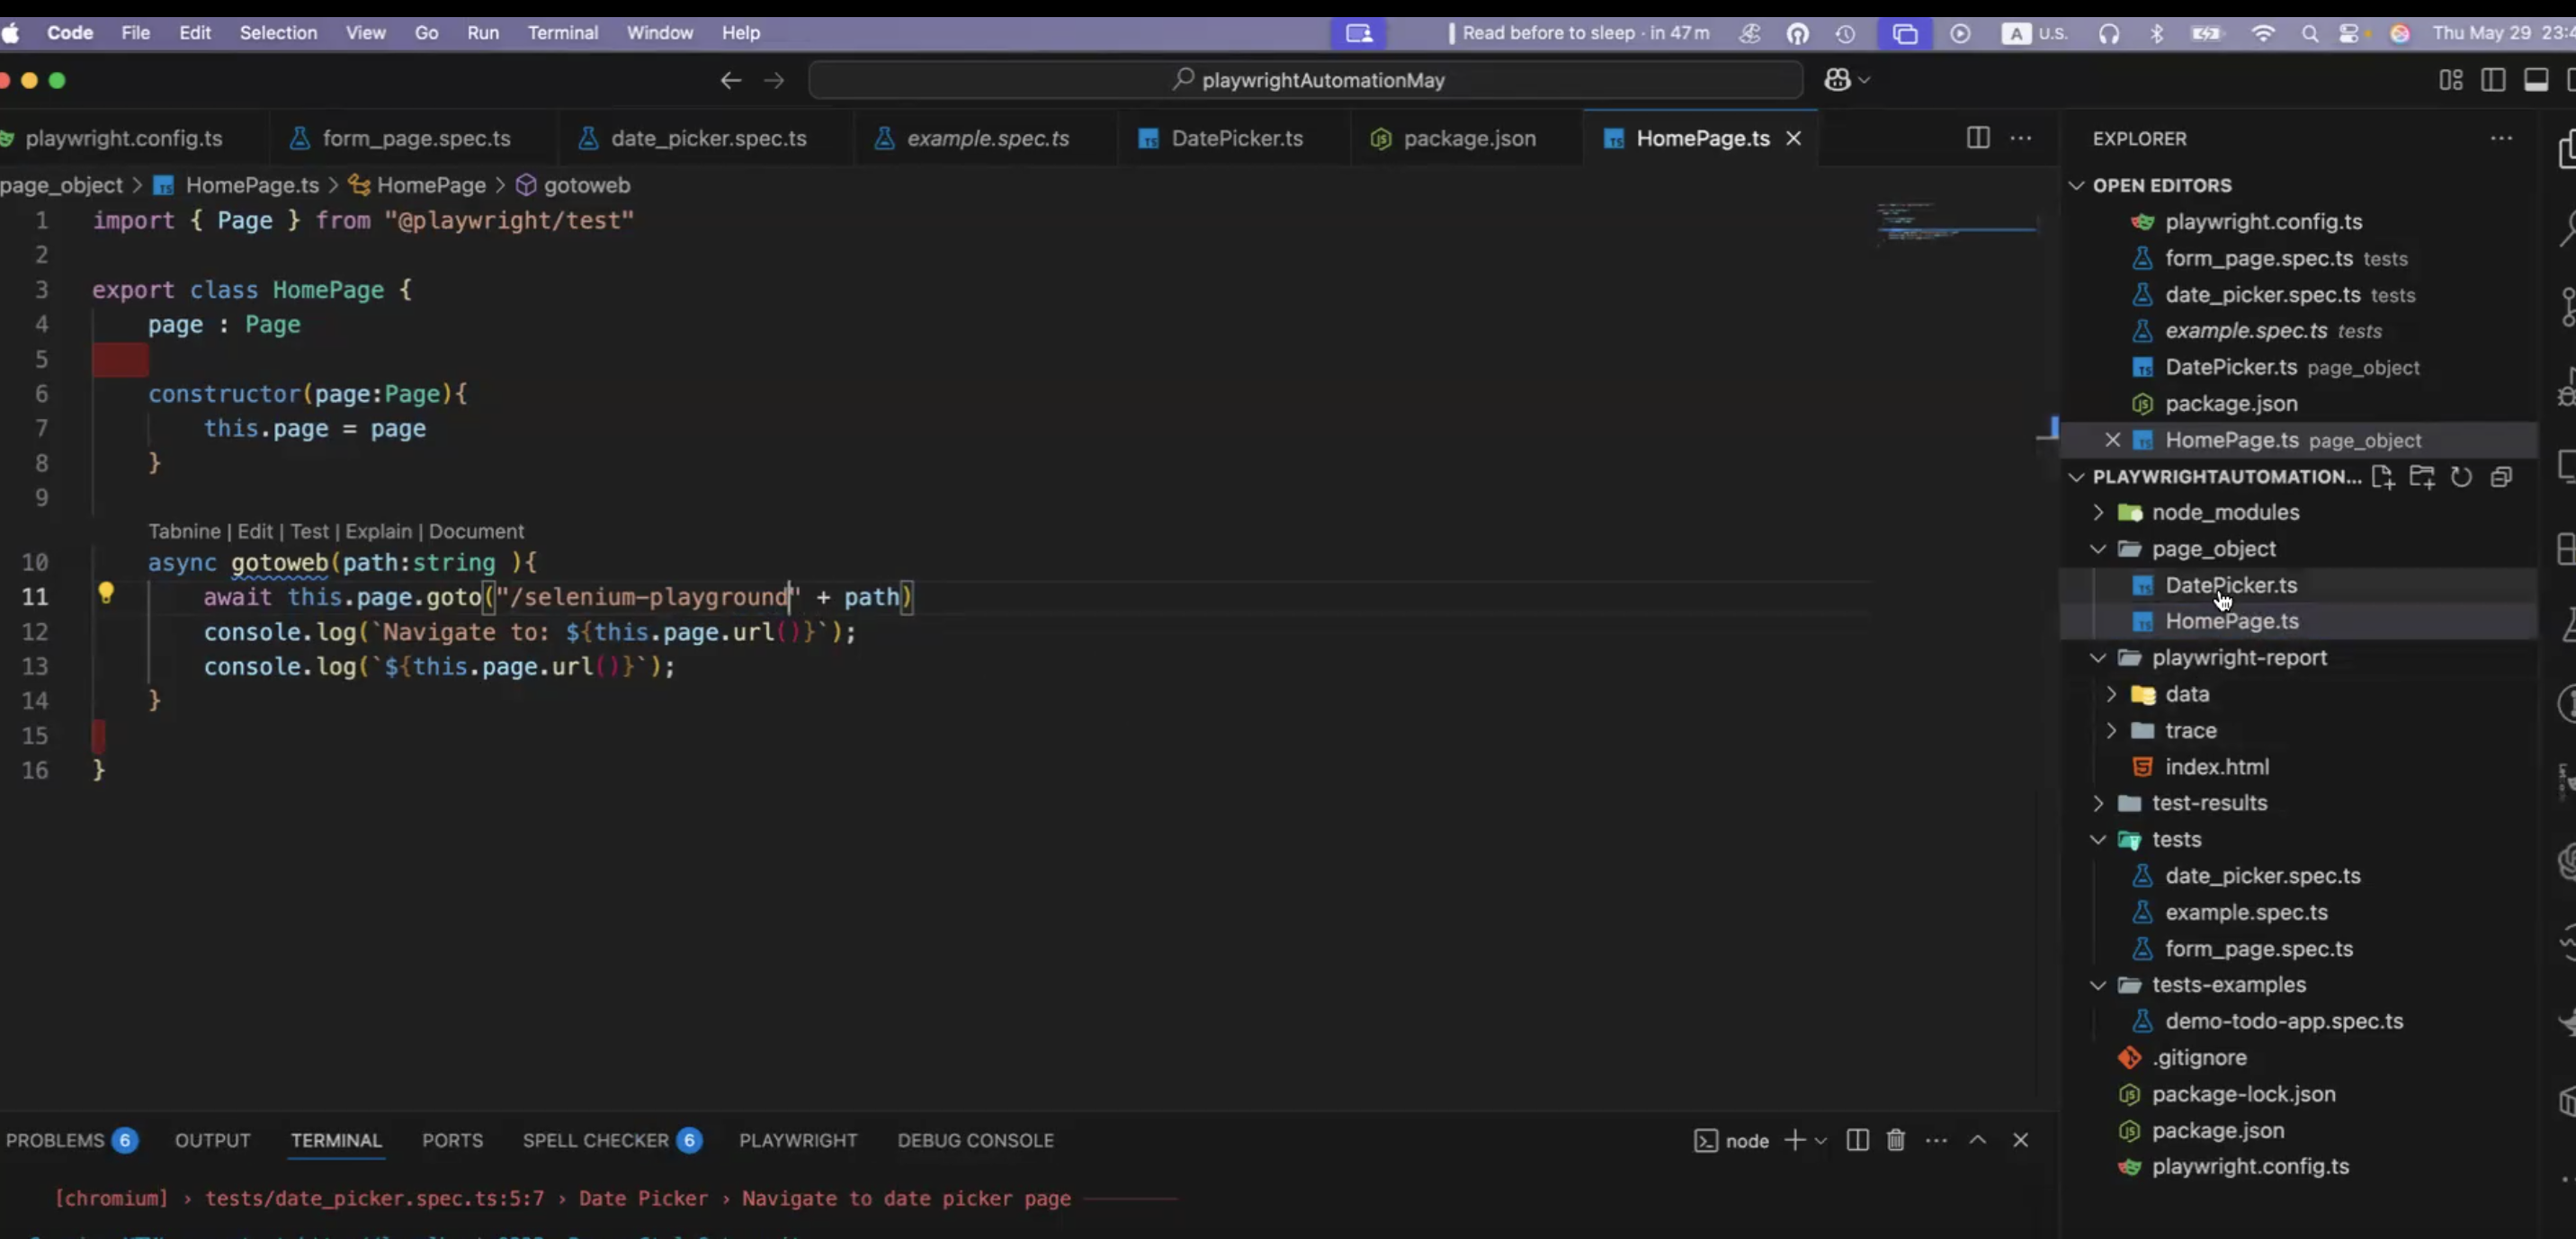 Code File Edit Selection View Go Run Terminal Window Help Read before to sleep · in 47 m A U.S. Thu May 29
playwrightAutomationMay
playwright.config.ts form_page.spec.ts date_picker.spec.ts example.spec.ts DatePicker.ts package.json HomePage.ts
page_object > HomePage.ts > HomePage > gotoweb
1 import { Page } from "@playwright/test"
2
3 export class HomePage {
4 page : Page
5
6 constructor(page:Page){
7 this.page = page
8 }
9
Tabnine | Edit | Test | Explain | Document
10 async gotoweb(path:string ){
11 await this.page.goto("/selenium-playground" + path)
12 console.log(`Navigate to: ${this.page.url()}`);
13 console.log(`${this.page.url()}`);
14 }
15
16 }
EXPLORER
OPEN EDITORS
playwright.config.ts
form_page.spec.ts tests
date_picker.spec.ts tests
example.spec.ts tests
DatePicker.ts page_object
package.json
HomePage.ts page_object
PLAYWRIGHTAUTOMATION...
node_modules
page_object
DatePicker.ts
HomePage.ts
playwright-report
data
trace
index.html
test-results
tests
date_picker.spec.ts
example.spec.ts
form_page.spec.ts
tests-examples
demo-todo-app.spec.ts
.gitignore
package-lock.json
package.json
playwright.config.ts
PROBLEMS 6 OUTPUT TERMINAL PORTS SPELL CHECKER 6 PLAYWRIGHT DEBUG CONSOLE node
[chromium] › tests/date_picker.spec.ts:5:7 › Date Picker › Navigate to date picker page